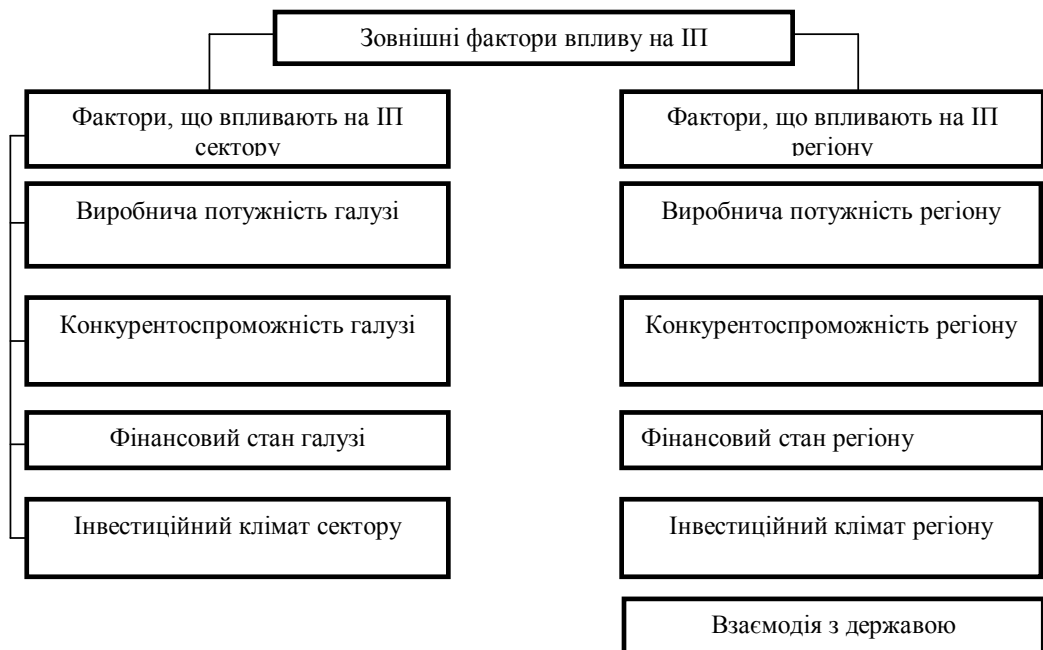 Зовнішні фактори впливу на ІП
Фактори, що впливають на ІП
сектору
Виробнича потужність галузі
Конкурентоспроможність галузі
Фінансовий стан галузі
Інвестиційний клімат сектору
Фактори, що впливають на ІП
регіону
Виробнича потужність регіону
Конкурентоспроможність регіону
Фінансовий стан регіону
Інвестиційний клімат регіону
Взаємодія з державою